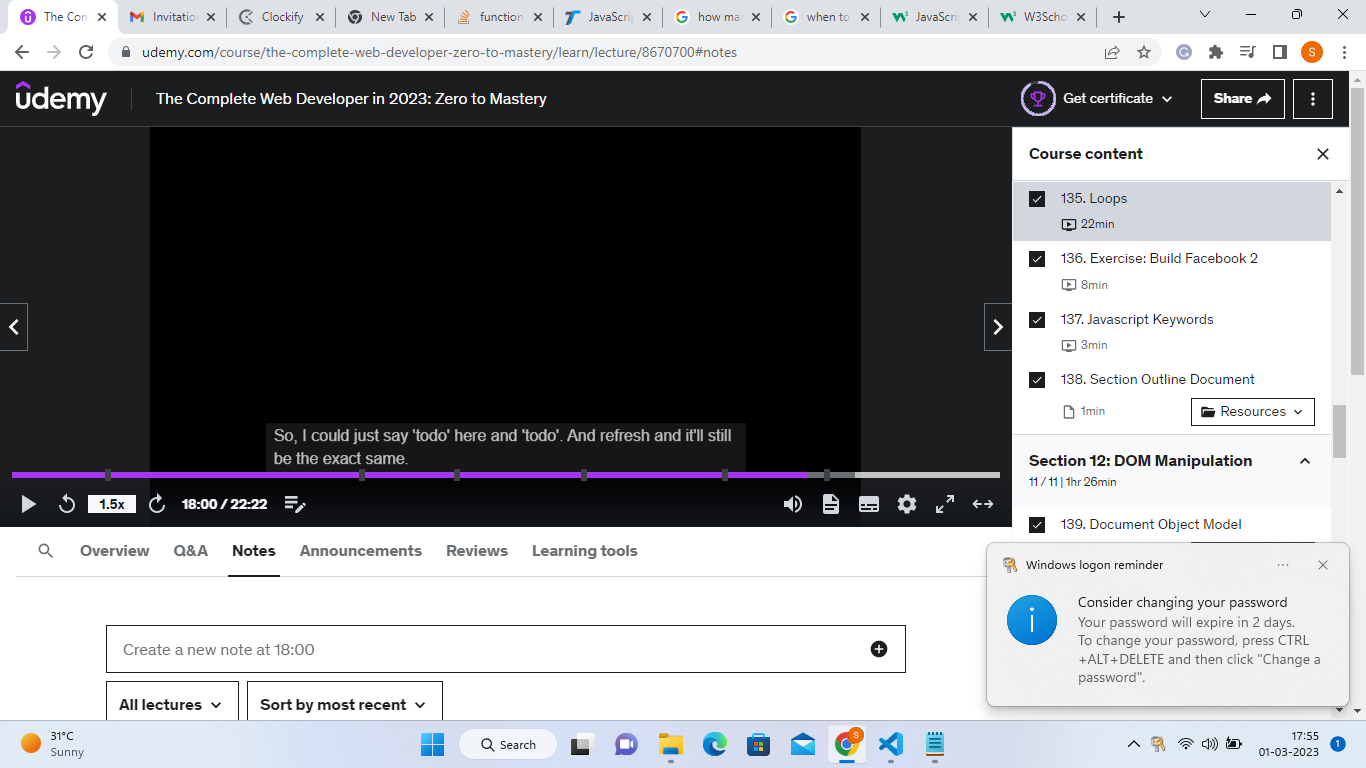 The Com
Invitation
Clockify
New Tab
function
JavaScrip
how ma
when to
JavaScrip
W3Scho
udemy.com/course/the-complete-web-developer-zero-to-mastery/learn/lecture/8670700#notes
S
udemy
The Complete Web Developer in 2023: Zero to Mastery
Get certificate
Share
Course content
135. Loops
22min
136. Exercise: Build Facebook 2
8min
137. Javascript Keywords
3min
138. Section Outline Document
1min
Resources
Section 12: DOM Manipulation
11 / 11 | 1hr 26min
139. Document Object Model
So, I could just say 'todo' here and 'todo'. And refresh and it'll still
be the exact same.
1.5x
18:00 / 22:22
Overview
Q&A
Notes
Announcements
Reviews
Learning tools
Create a new note at 18:00
All lectures
Sort by most recent
Windows logon reminder
Consider changing your password
Your password will expire in 2 days.
To change your password, press CTRL
+ALT+DELETE and then click "Change a
password".
31°C
Sunny
Search
S
17:55
01-03-2023
1